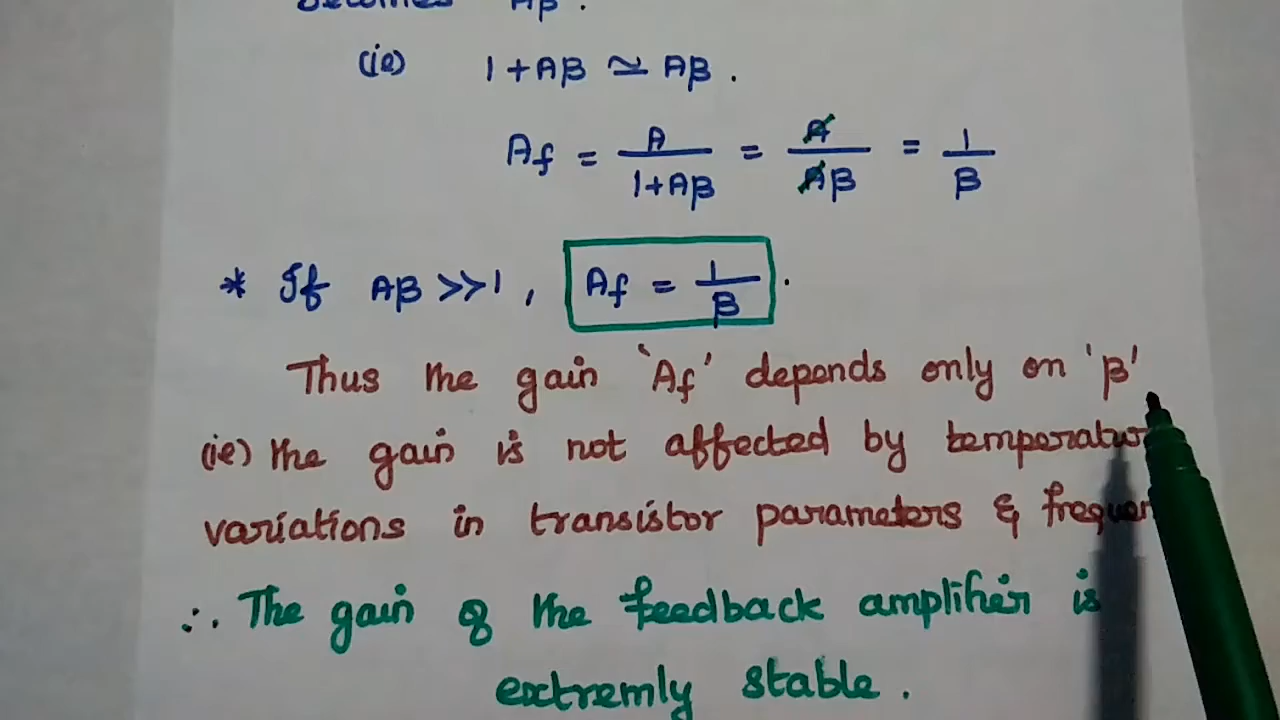 becomes Aβ.
(ie) 1+Aβ ≃ Aβ.
Af = A/1+Aβ = A/Aβ = 1/β
* If Aβ >>1, Af = 1/β.
Thus the gain 'Af' depends only on 'β'
(ie) the gain is not affected by
variations in transistor parameters &
∴ The gain of the feedback amplifier is
extremly stable.